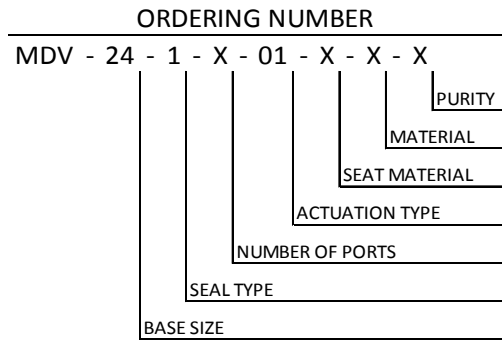 ORDERING NUMBER
MDV - 24 - 1 - X - 01 - X - X - X
PURITY
MATERIAL
SEAT MATERIAL
ACTUATION TYPE
NUMBER OF PORTS
SEAL TYPE
BASE SIZE